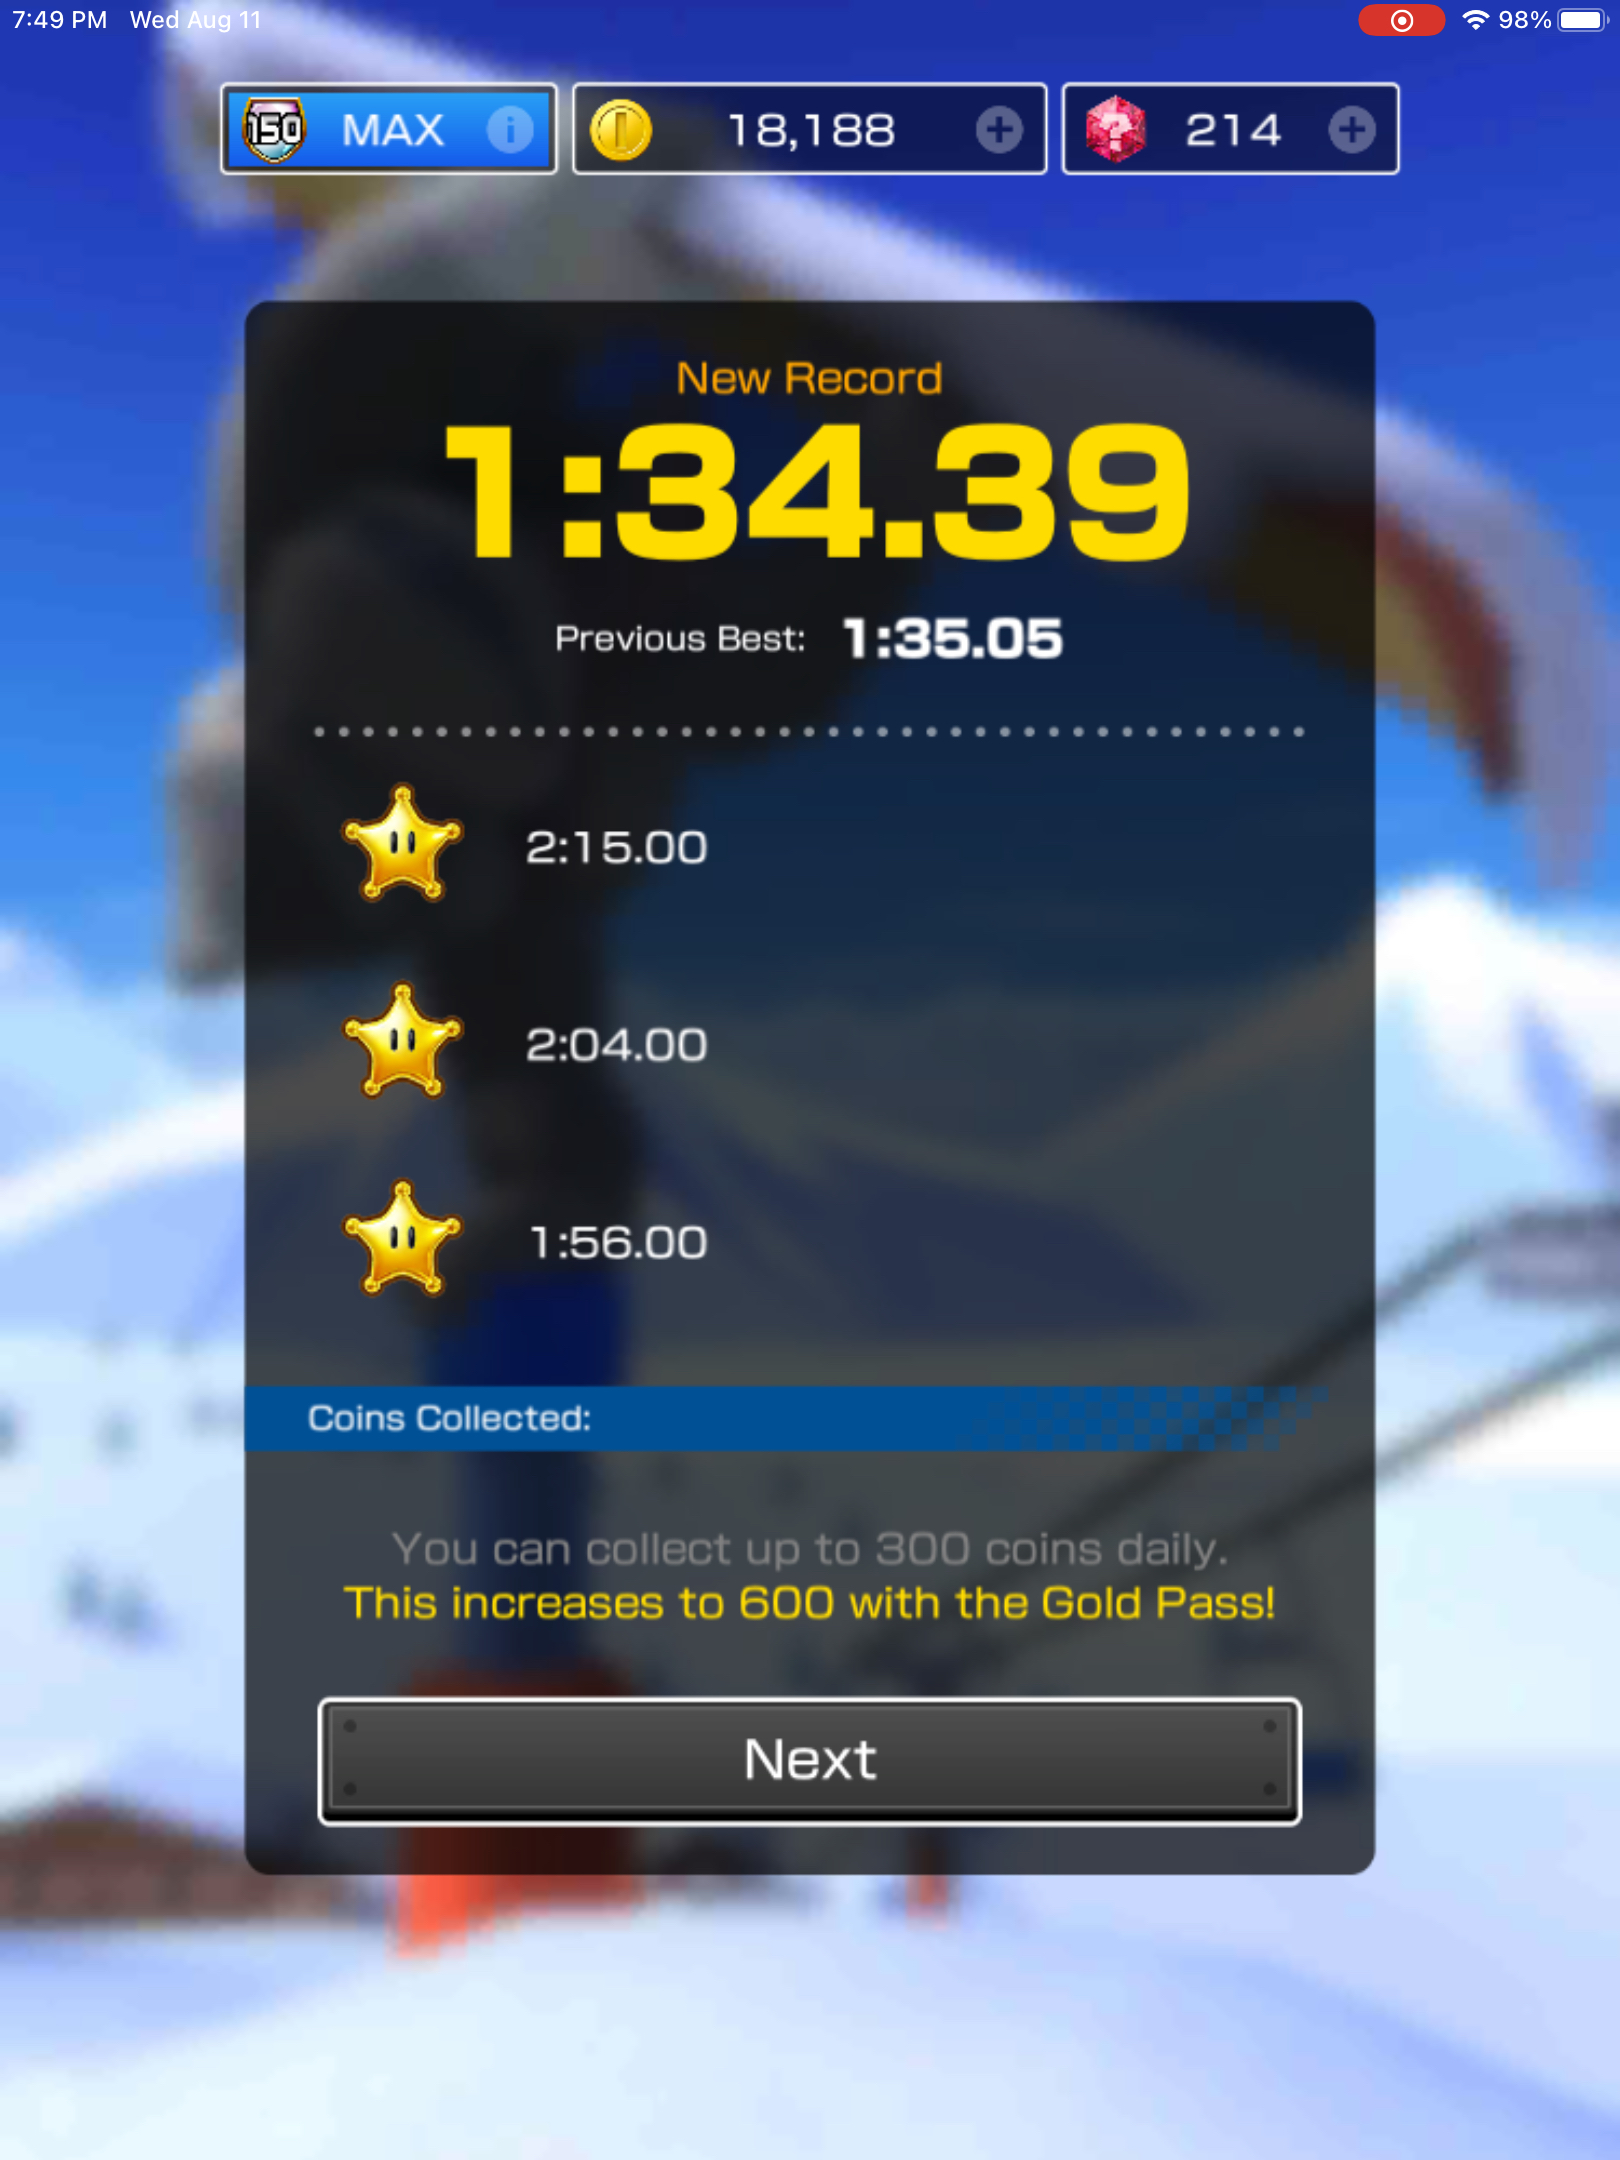 7:49 PM Wed Aug 11 98%
150 MAX i 18,188 + ? 214 +
New Record
1:34.39
Previous Best: 1:35.05
2:15.00
2:04.00
1:56.00
Coins Collected:
You can collect up to 300 coins daily.
This increases to 600 with the Gold Pass!
Next